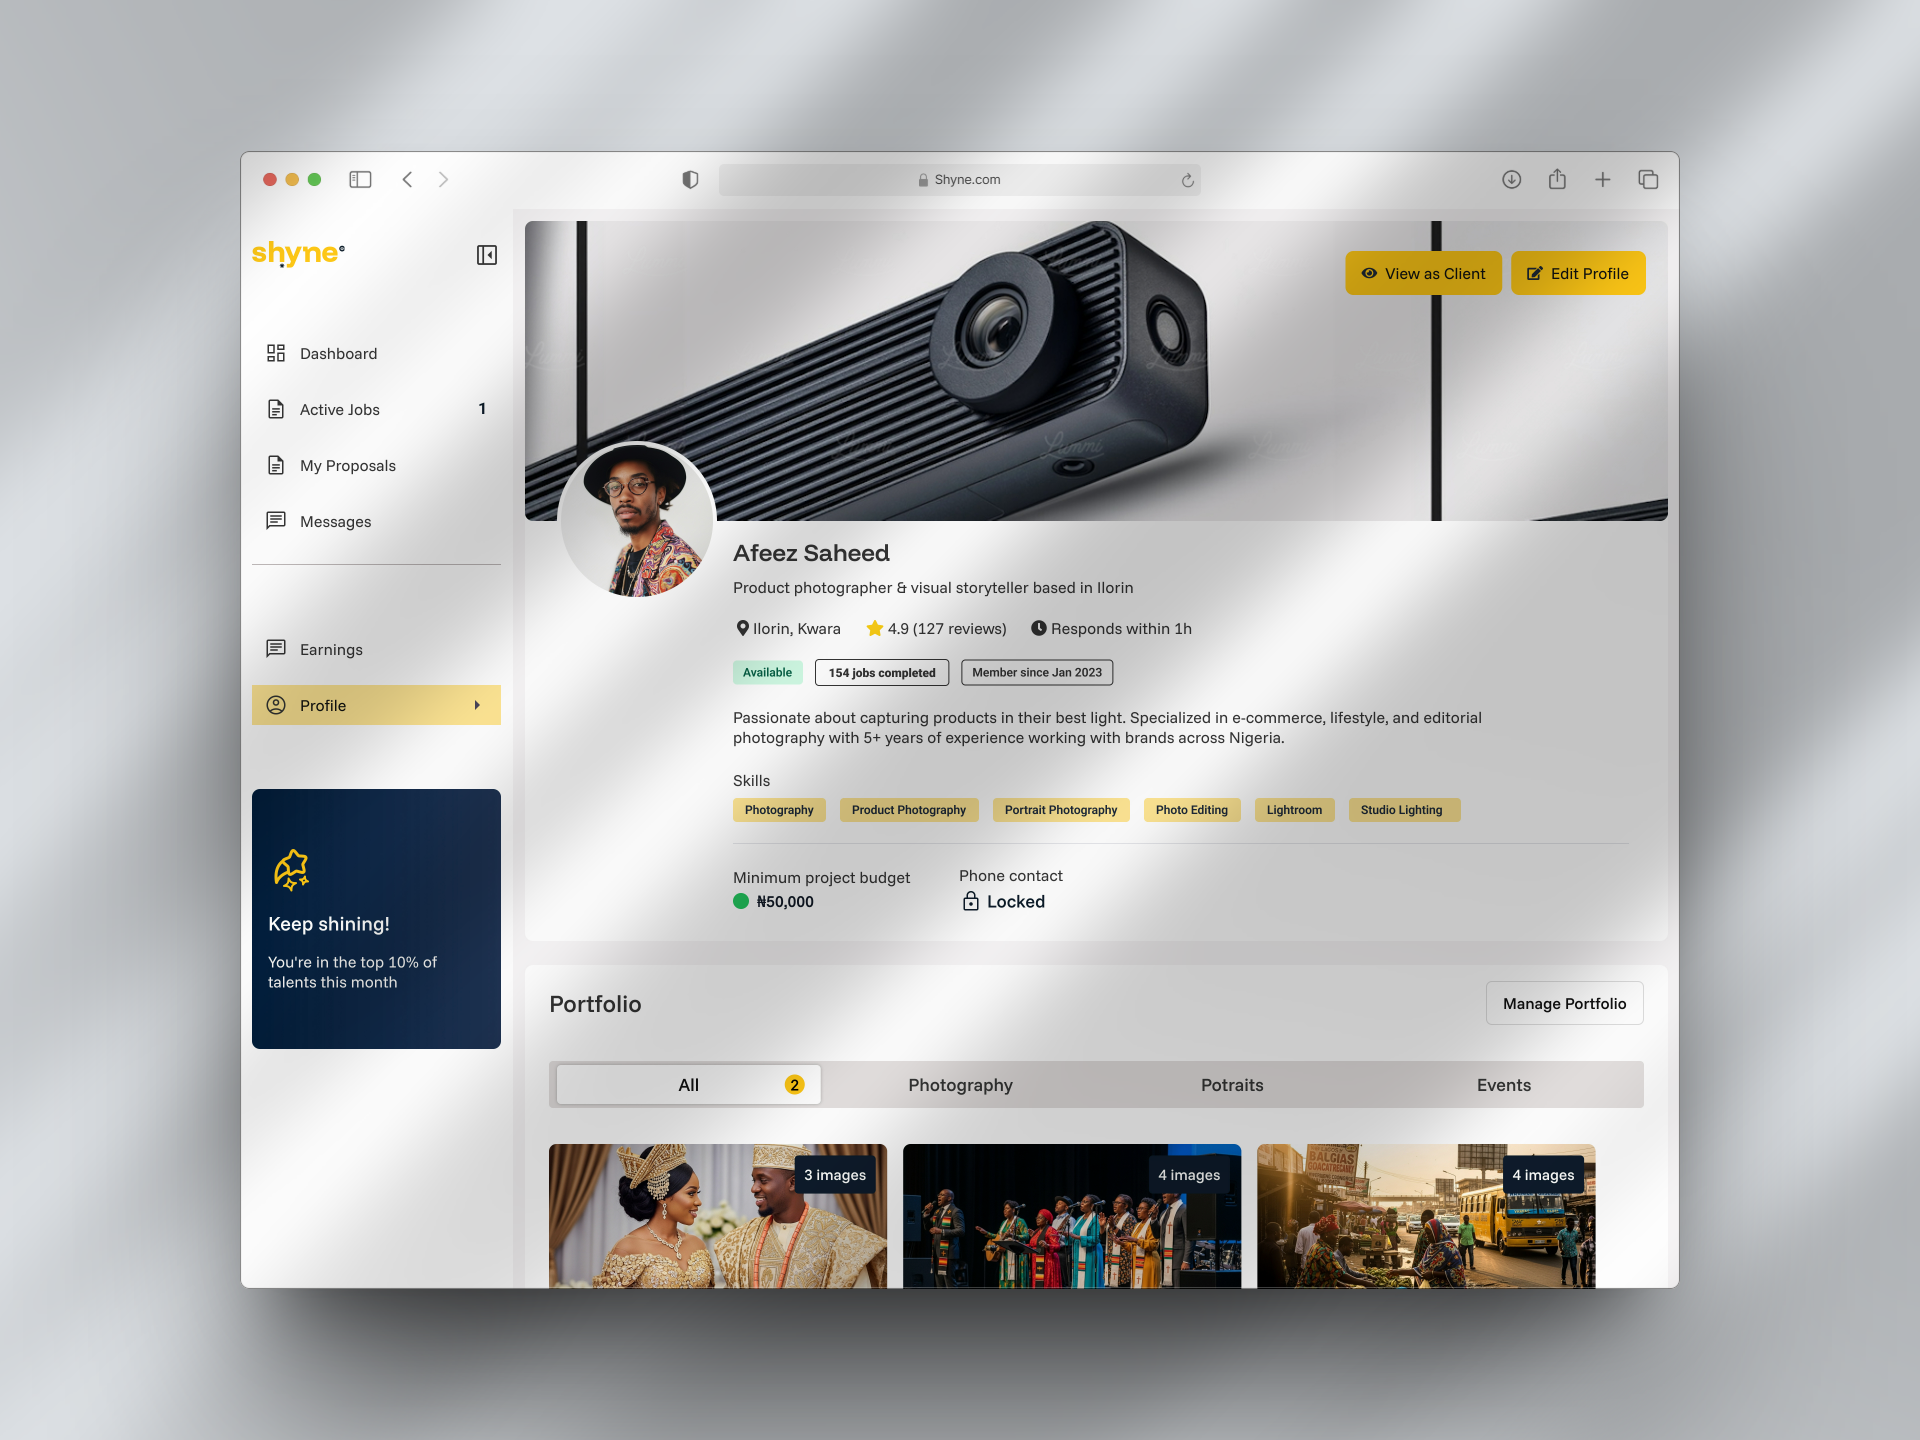 Shyne.com
shyne
View as Client
Edit Profile
Dashboard
Active Jobs
1
My Proposals
Messages
Earnings
Profile
Keep shining!
You're in the top 10% of
talents this month
Lummi
Afeez Saheed
Product photographer & visual storyteller based in Ilorin
Ilorin, Kwara
4.9 (127 reviews)
Responds within 1h
Available
154 jobs completed
Member since Jan 2023
Passionate about capturing products in their best light. Specialized in e-commerce, lifestyle, and editorial
photography with 5+ years of experience working with brands across Nigeria.
Skills
Photography
Product Photography
Portrait Photography
Photo Editing
Lightroom
Studio Lighting
Minimum project budget
₦50,000
Phone contact
Locked
Portfolio
Manage Portfolio
All
2
Photography
Potraits
Events
3 images
4 images
4 images
BALGIAS